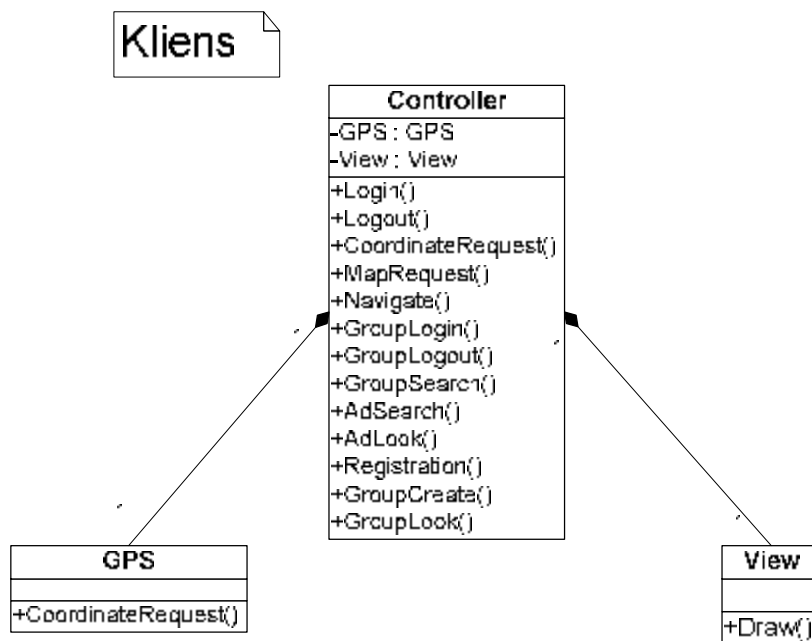 Kliens
Controller
-GPS : GPS
-View : View
+Login()
+Logout()
+CoordinateRequest()
+MapRequest()
+Navigate()
+GroupLogin()
+GroupLogout()
+GroupSearch()
+AdSearch()
+AdLook()
+Registration()
+GroupCreate()
+GroupLook()
GPS
+CoordinateRequest()
View
+Draw()